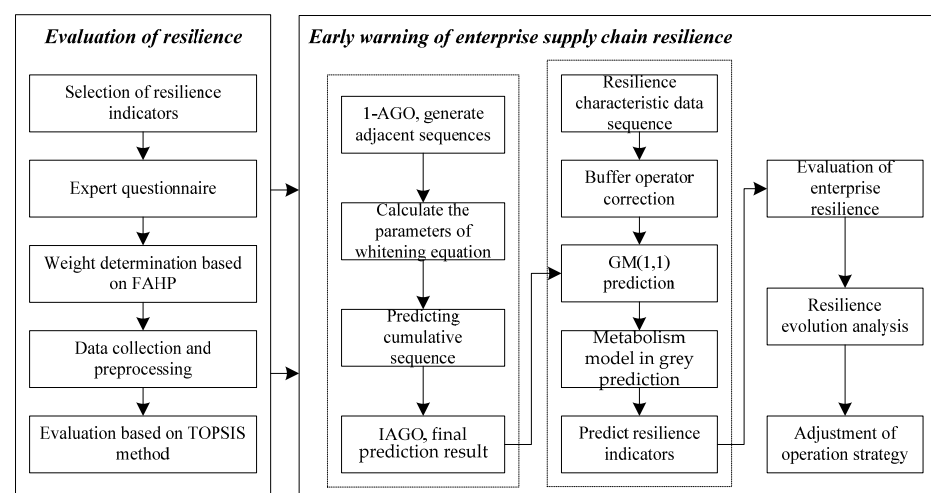 Evaluation of resilience
Selection of resilience
indicators
Expert questionnaire
Weight determination based
on FAHP
Data collection and
preprocessing
Evaluation based on TOPSIS
method
Early warning of enterprise supply chain resilience
1-AGO, generate
adjacent sequences
Calculate the
parameters of
whitening equation
Predicting
cumulative
sequence
IAGO, final
prediction result
Resilience
characteristic data
sequence
Buffer operator
correction
GM(1,1)
prediction
Metabolism
model in grey
prediction
Predict resilience
indicators
Evaluation of
enterprise
resilience
Resilience
evolution analysis
Adjustment of
operation strategy